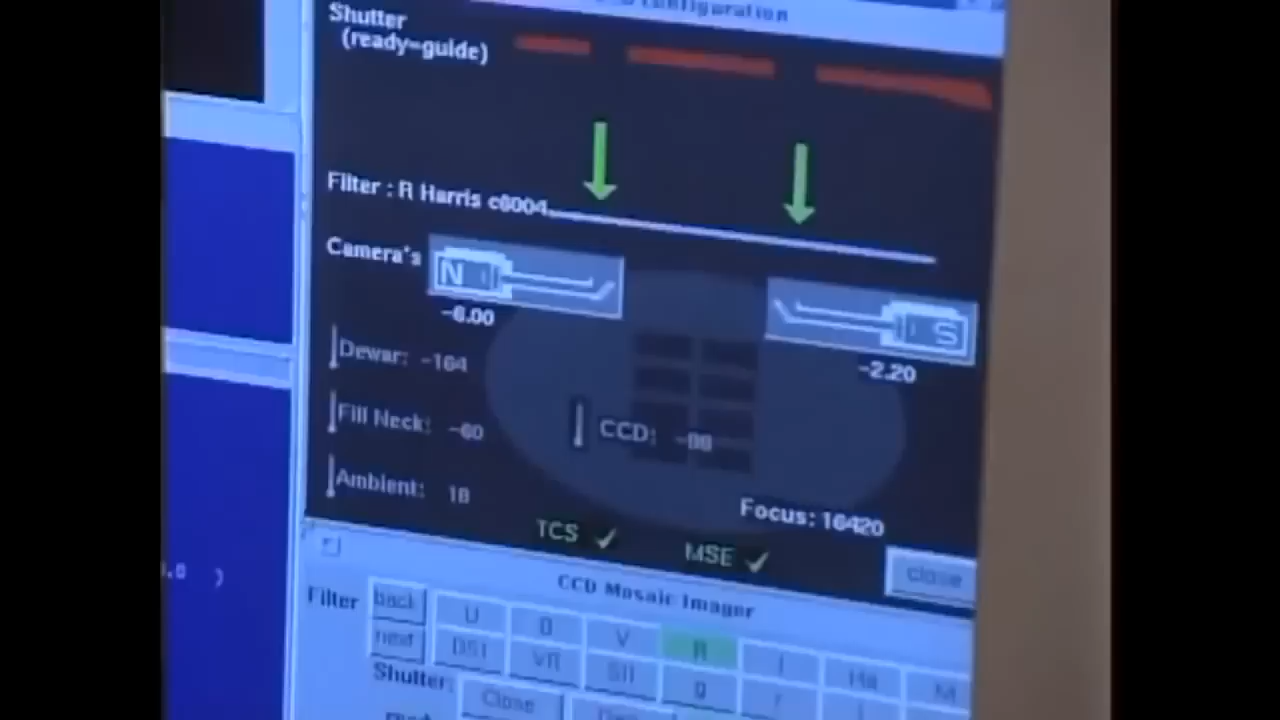 Configuration
Shutter
(ready=guide)
Filter : R Harris c6004
Camera's
N
S
-6.00
-2.20
Dewar: -164
Fill Neck: -60
CCD:
Ambient: 18
Focus: 16420
TCS ✓ MSE ✓
close
CCD Mosaic Imager
Filter back U V R I Ha M
next DSI VR SII g r i
Shutter: Close